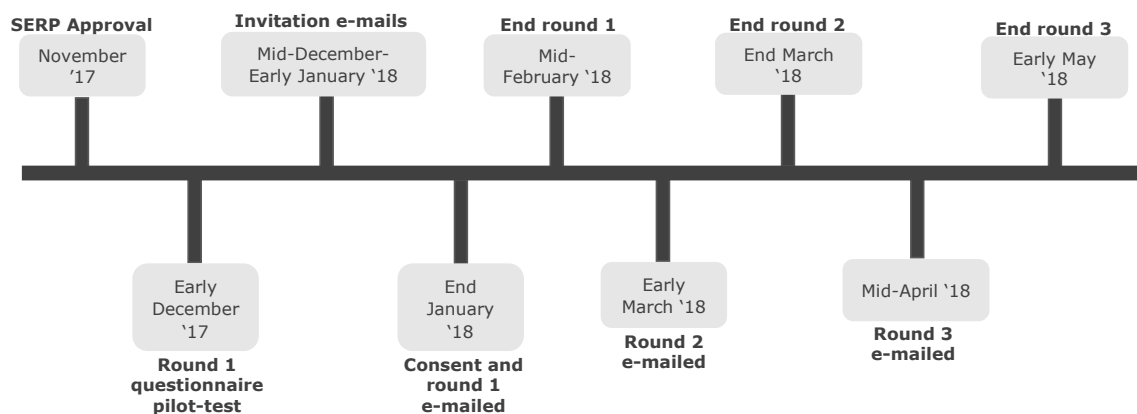 SERP Approval
November
’17
Invitation e-mails
Mid-December-
Early January ‘18
End round 1
Mid-
February ‘18
End round 2
End March
‘18
End round 3
Early May
‘18
Early
December
‘17
Round 1
questionnaire
pilot-test
End
January
‘18
Consent and
round 1
e-mailed
Early
March ‘18
Round 2
e-mailed
Mid-April ‘18
Round 3
e-mailed